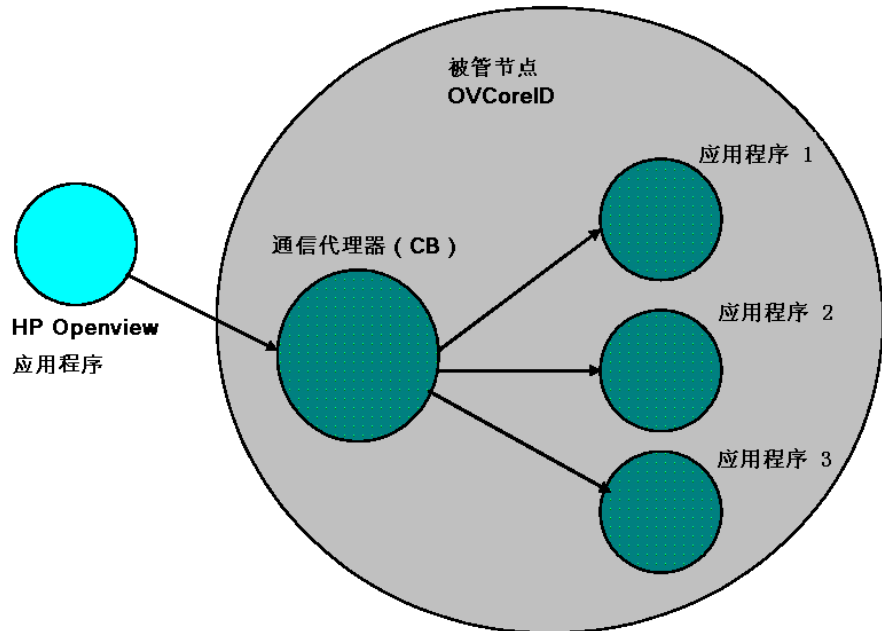 被管节点
OVCoreID
应用程序 1
通信代理器 ( CB )
应用程序 2
HP Openview
应用程序
应用程序 3